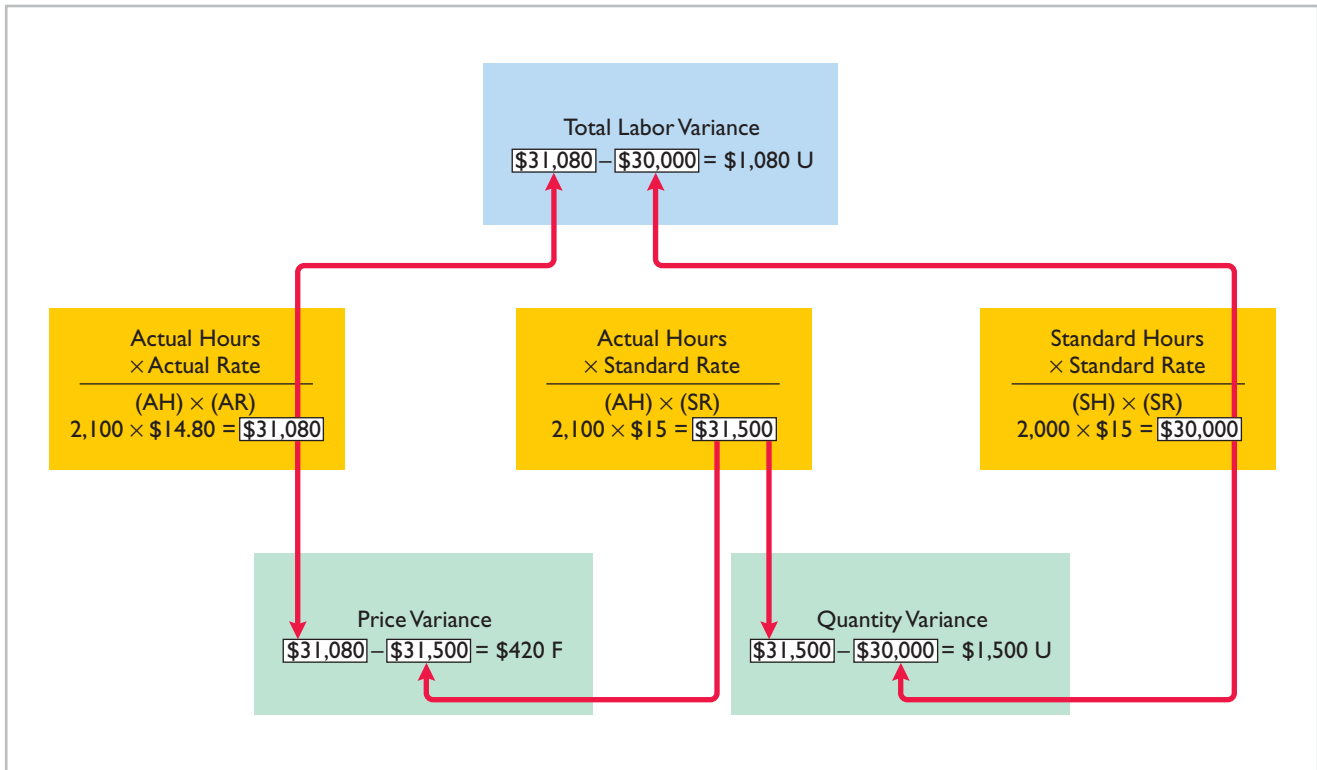 Total Labor Variance
$31,080 – $30,000 = $1,080 U
Actual Hours
× Actual Rate
(AH) × (AR)
2,100 × $14.80 = $31,080
Actual Hours
× Standard Rate
(AH) × (SR)
2,100 × $15 = $31,500
Standard Hours
× Standard Rate
(SH) × (SR)
2,000 × $15 = $30,000
Price Variance
$31,080 – $31,500 = $420 F
Quantity Variance
$31,500 – $30,000 = $1,500 U